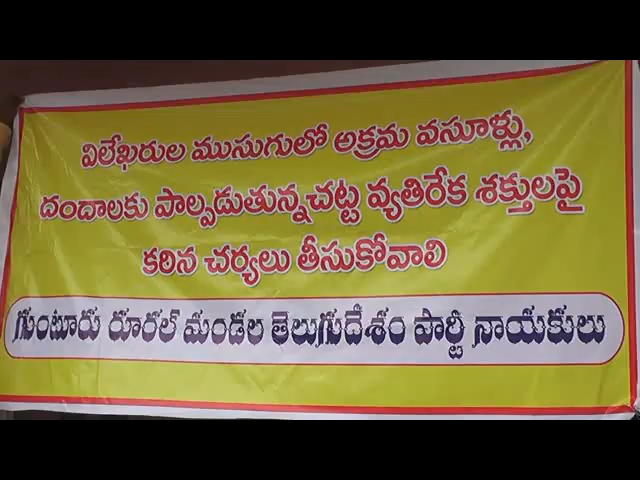 విలేఖరుల ముసుగులో అక్రమ వసూళ్లు,
దందాలకు పాల్పడుతున్నచట్ట వ్యతిరేక శక్తులపై
కఠిన చర్యలు తీసుకోవాలి
గుంటూరు రూరల్ మండల తెలుగుదేశం పార్టీ నాయకులు